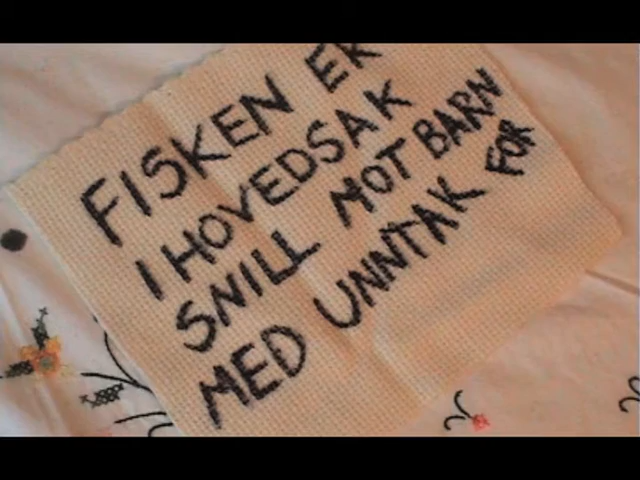 FISKEN ER
I HOVEDSAK
SNILL MOT BARN
MED UNNTAK FOR